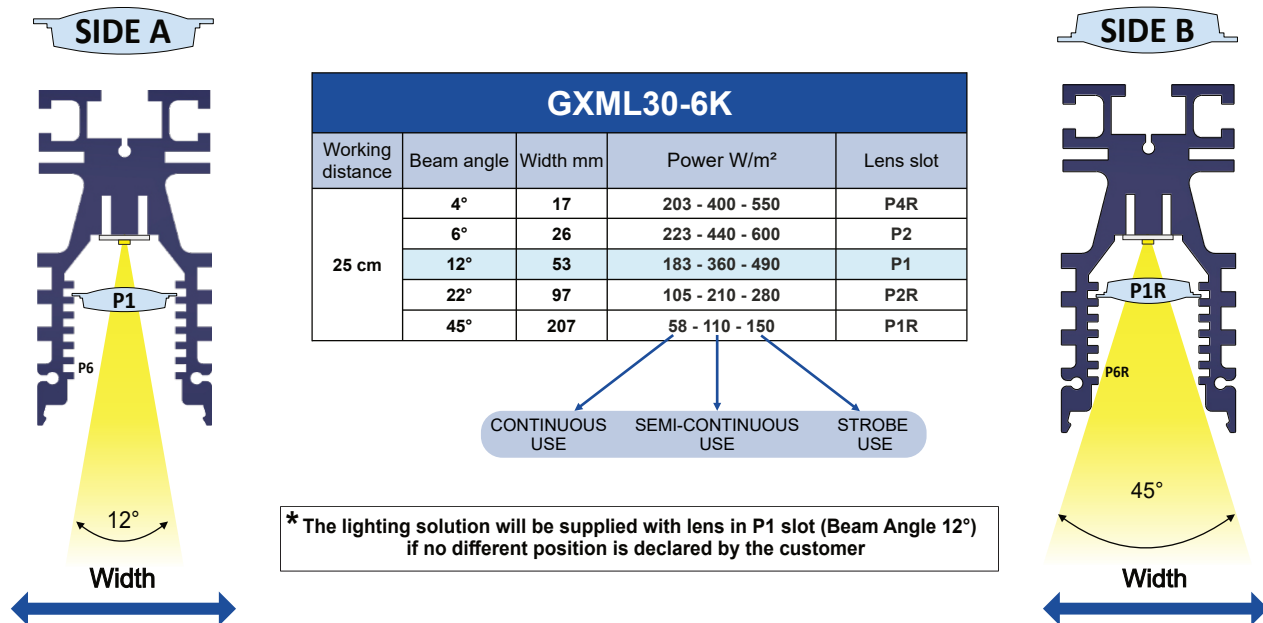 SIDE A
SIDE B
GXML30-6K
Working distance Beam angle Width mm Power W/m² Lens slot
25 cm
4° 17 203 - 400 - 550 P4R
6° 26 223 - 440 - 600 P2
12° 53 183 - 360 - 490 P1
22° 97 105 - 210 - 280 P2R
45° 207 58 - 110 - 150 P1R
P1
P6
P1R
P6R
CONTINUOUS USE
SEMI-CONTINUOUS USE
STROBE USE
12°
45°
* The lighting solution will be supplied with lens in P1 slot (Beam Angle 12°)
if no different position is declared by the customer
Width
Width